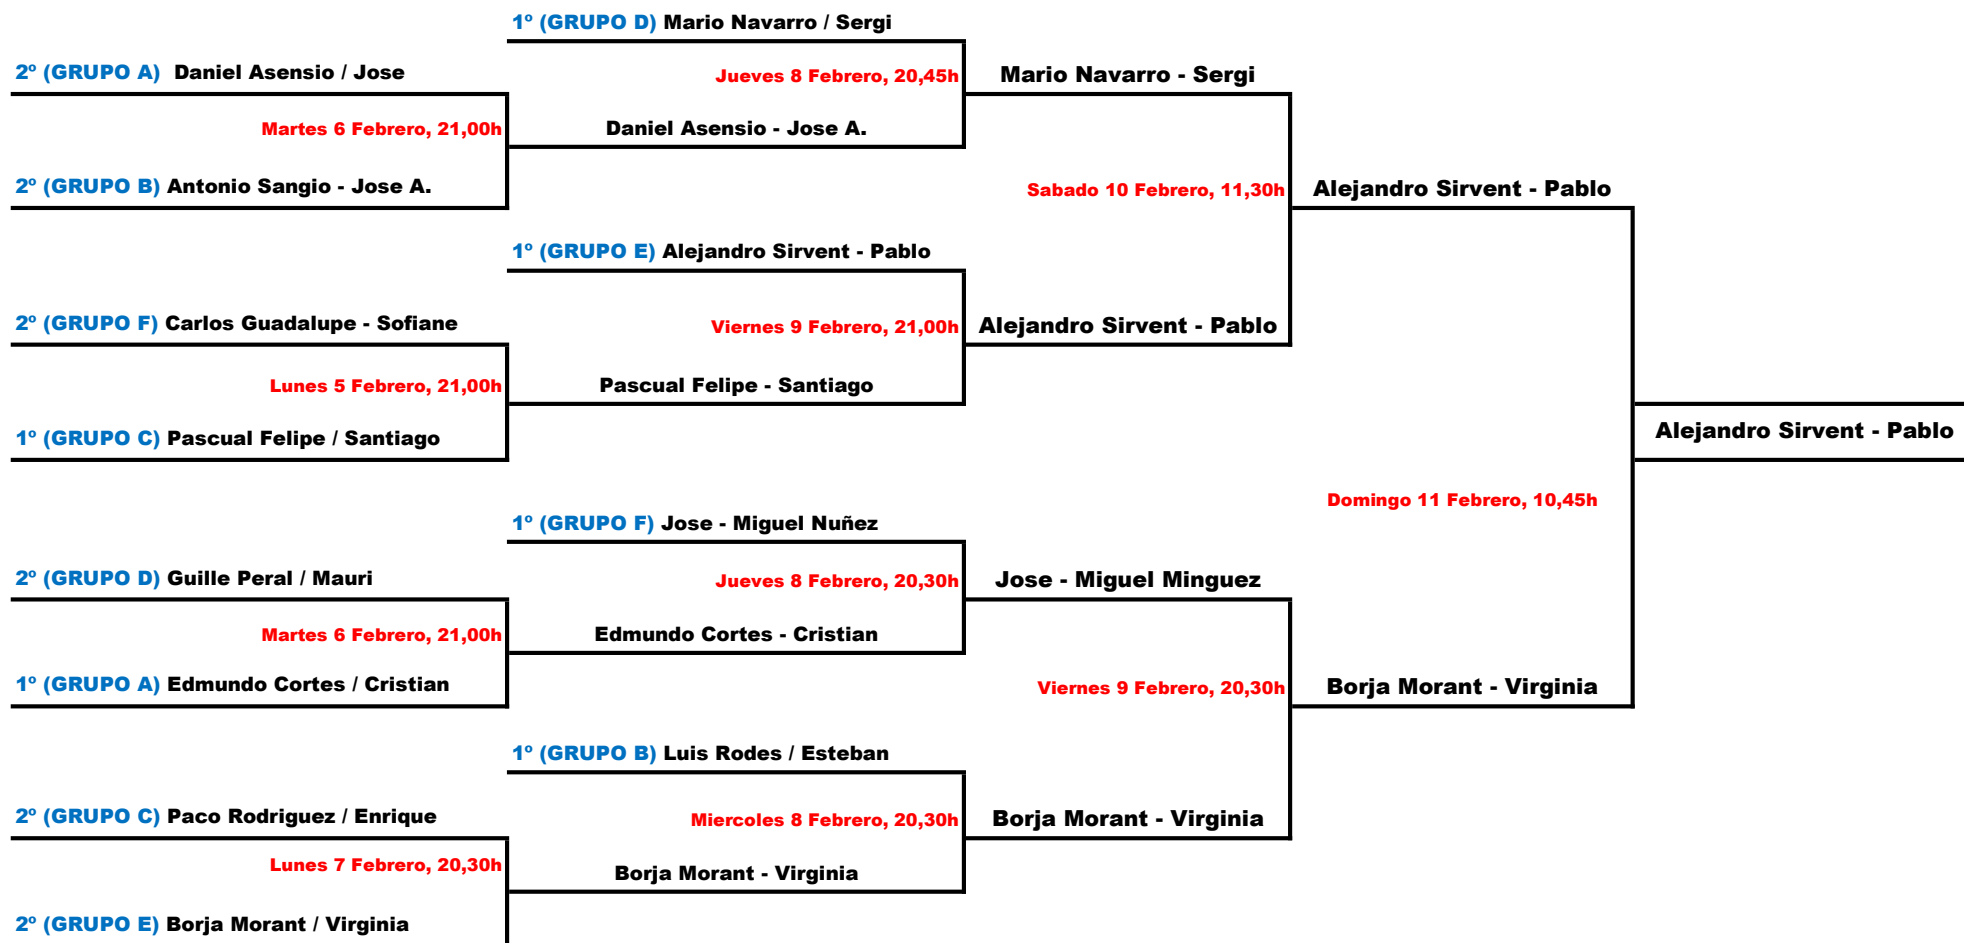 1º (GRUPO D) Mario Navarro / Sergi
2º (GRUPO A) Daniel Asensio / Jose
Jueves 8 Febrero, 20,45h
Mario Navarro - Sergi
Martes 6 Febrero, 21,00h
Daniel Asensio - Jose A.
2º (GRUPO B) Antonio Sangio - Jose A.
Sabado 10 Febrero, 11,30h
Alejandro Sirvent - Pablo
1º (GRUPO E) Alejandro Sirvent - Pablo
2º (GRUPO F) Carlos Guadalupe - Sofiane
Viernes 9 Febrero, 21,00h
Alejandro Sirvent - Pablo
Lunes 5 Febrero, 21,00h
Pascual Felipe - Santiago
1º (GRUPO C) Pascual Felipe / Santiago
Alejandro Sirvent - Pablo
Domingo 11 Febrero, 10,45h
1º (GRUPO F) Jose - Miguel Nuñez
2º (GRUPO D) Guille Peral / Mauri
Jueves 8 Febrero, 20,30h
Jose - Miguel Minguez
Martes 6 Febrero, 21,00h
Edmundo Cortes - Cristian
1º (GRUPO A) Edmundo Cortes / Cristian
Viernes 9 Febrero, 20,30h
Borja Morant - Virginia
1º (GRUPO B) Luis Rodes / Esteban
2º (GRUPO C) Paco Rodriguez / Enrique
Miercoles 8 Febrero, 20,30h
Borja Morant - Virginia
Lunes 7 Febrero, 20,30h
Borja Morant - Virginia
2º (GRUPO E) Borja Morant / Virginia